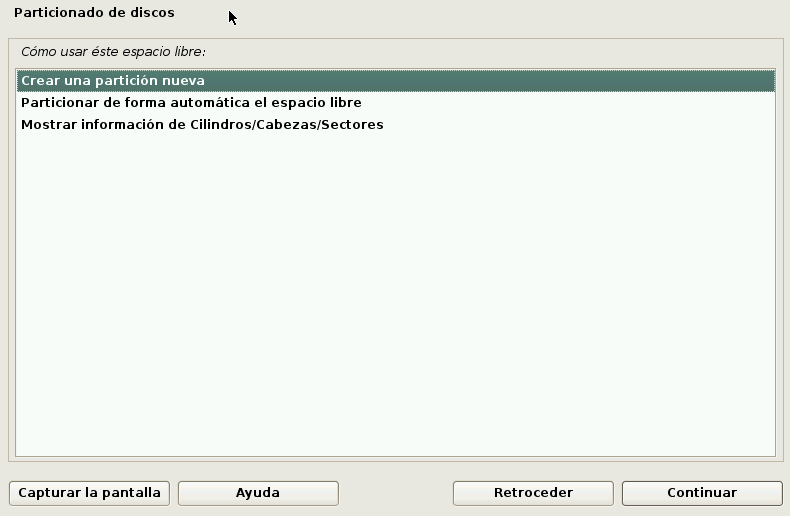 Particionado de discos
Cómo usar éste espacio libre:
Crear una partición nueva
Particionar de forma automática el espacio libre
Mostrar información de Cilindros/Cabezas/Sectores
Capturar la pantalla
Ayuda
Retroceder
Continuar